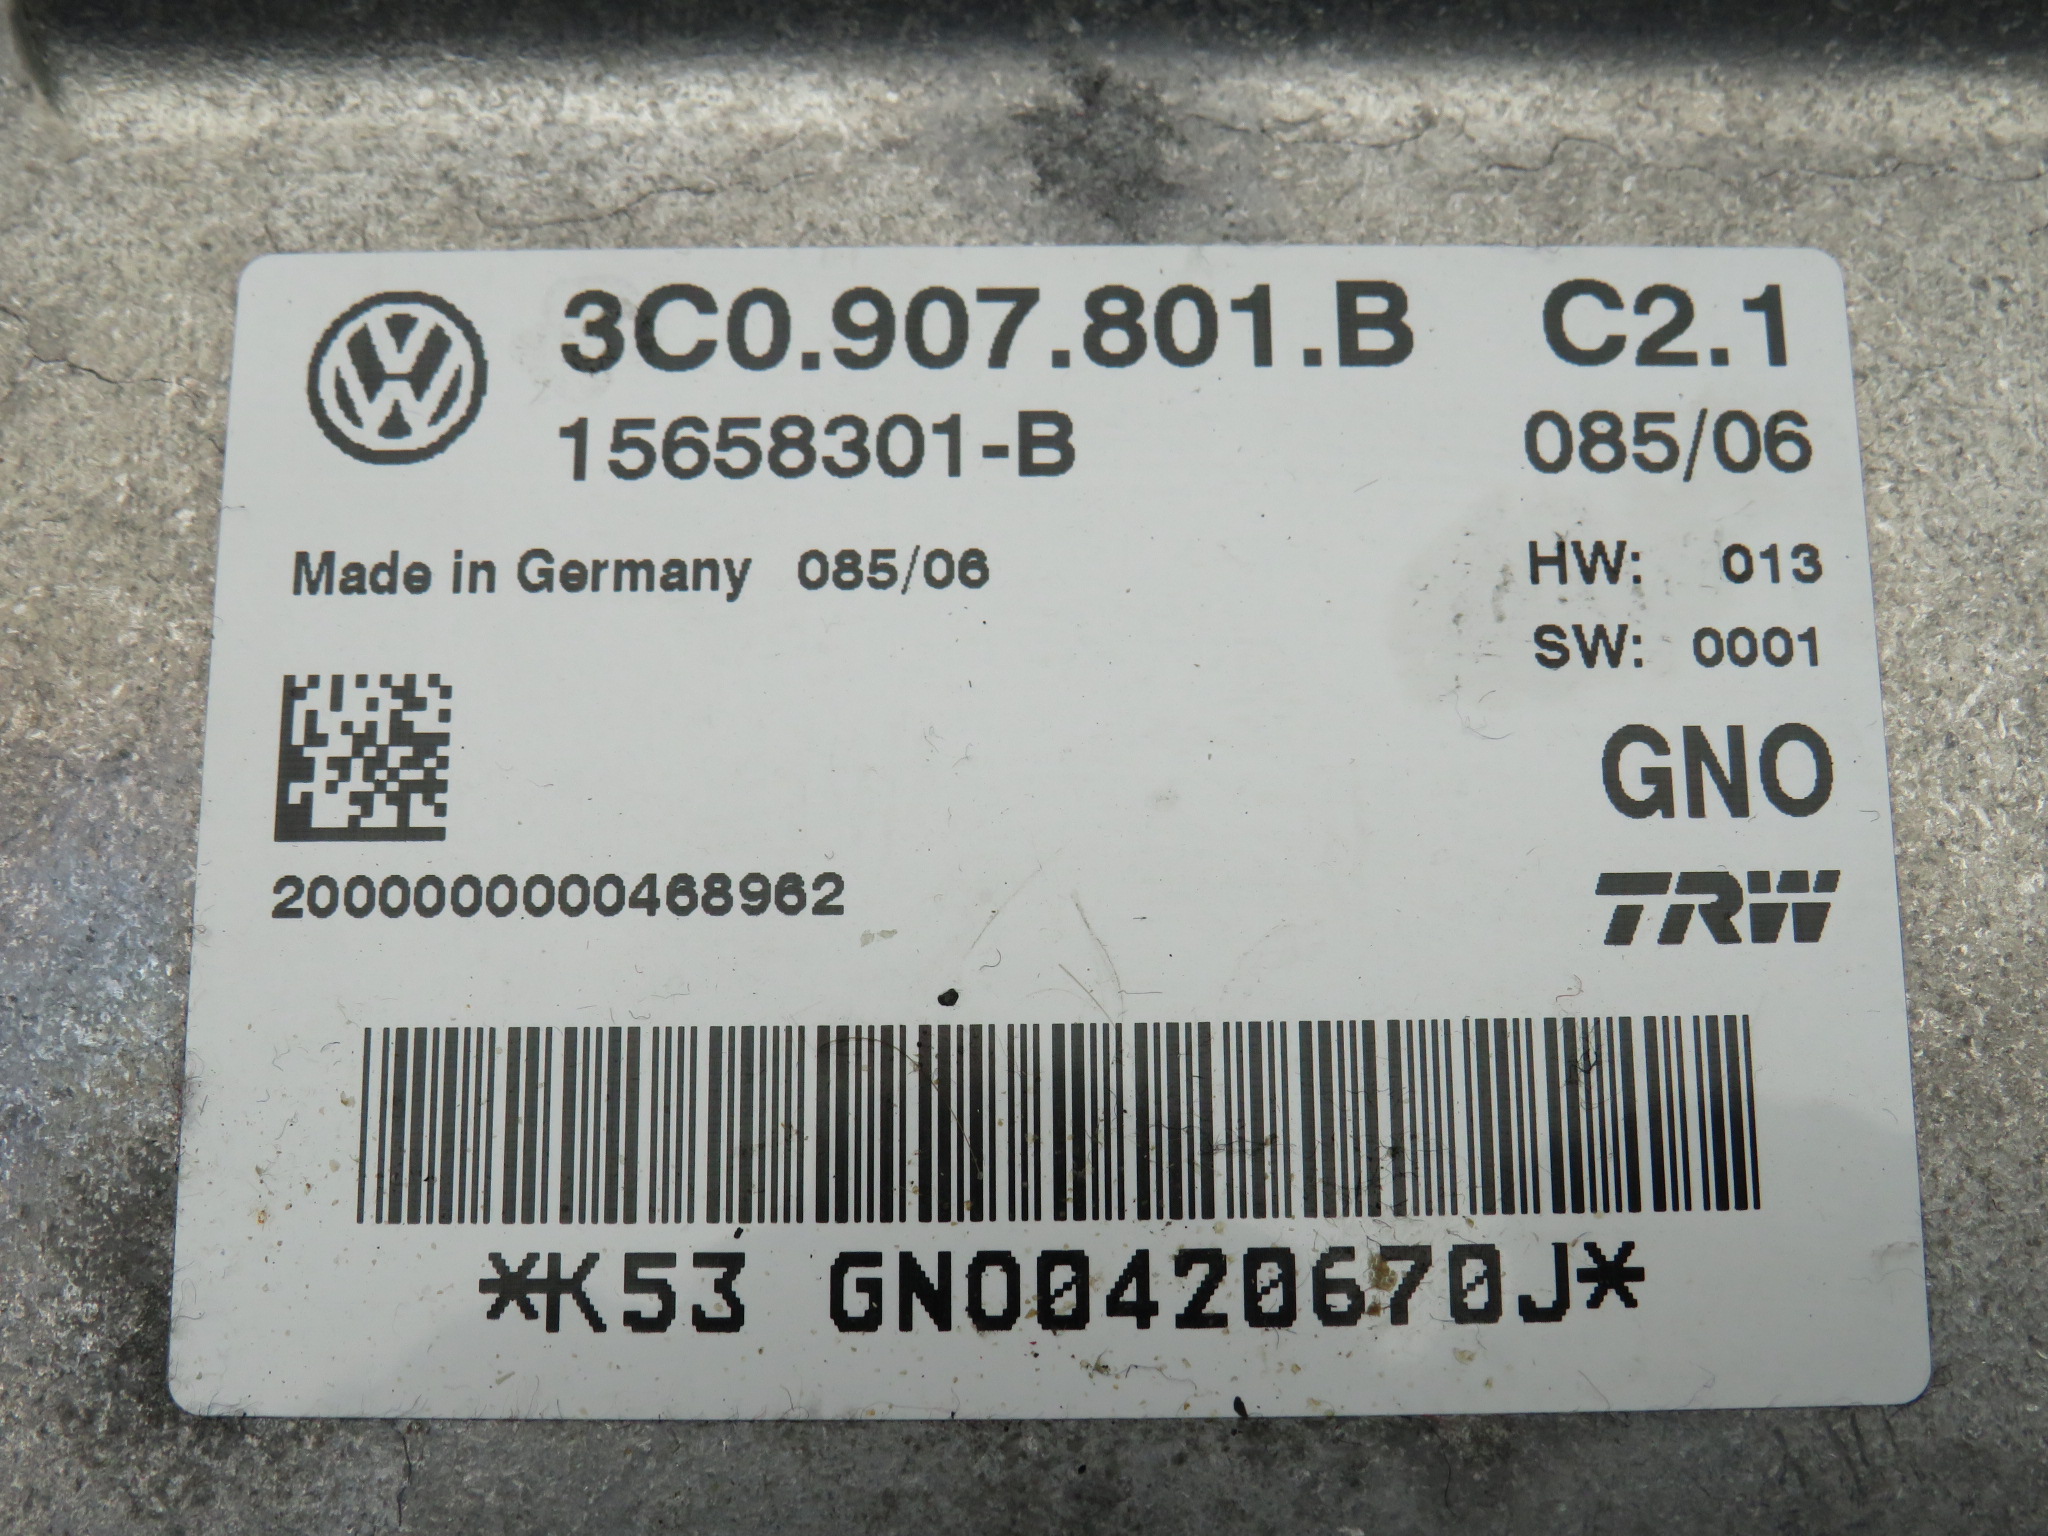 3C0.907.801.B C2.1
15658301-B 085/06
Made in Germany 085/06
HW: 013
SW: 0001
GNO
2000000000468962
TRW
*K53 GNO0420670J*